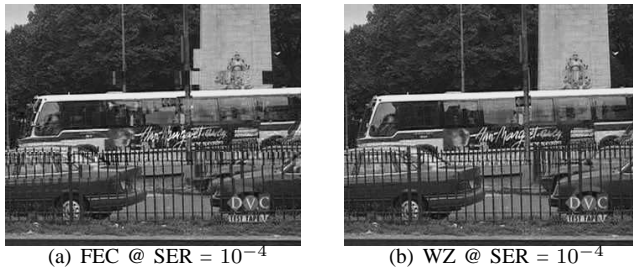 DVC
TEST TAPE
DVC
TEST TAPE
(a) FEC @ SER = 10⁻⁴
(b) WZ @ SER = 10⁻⁴